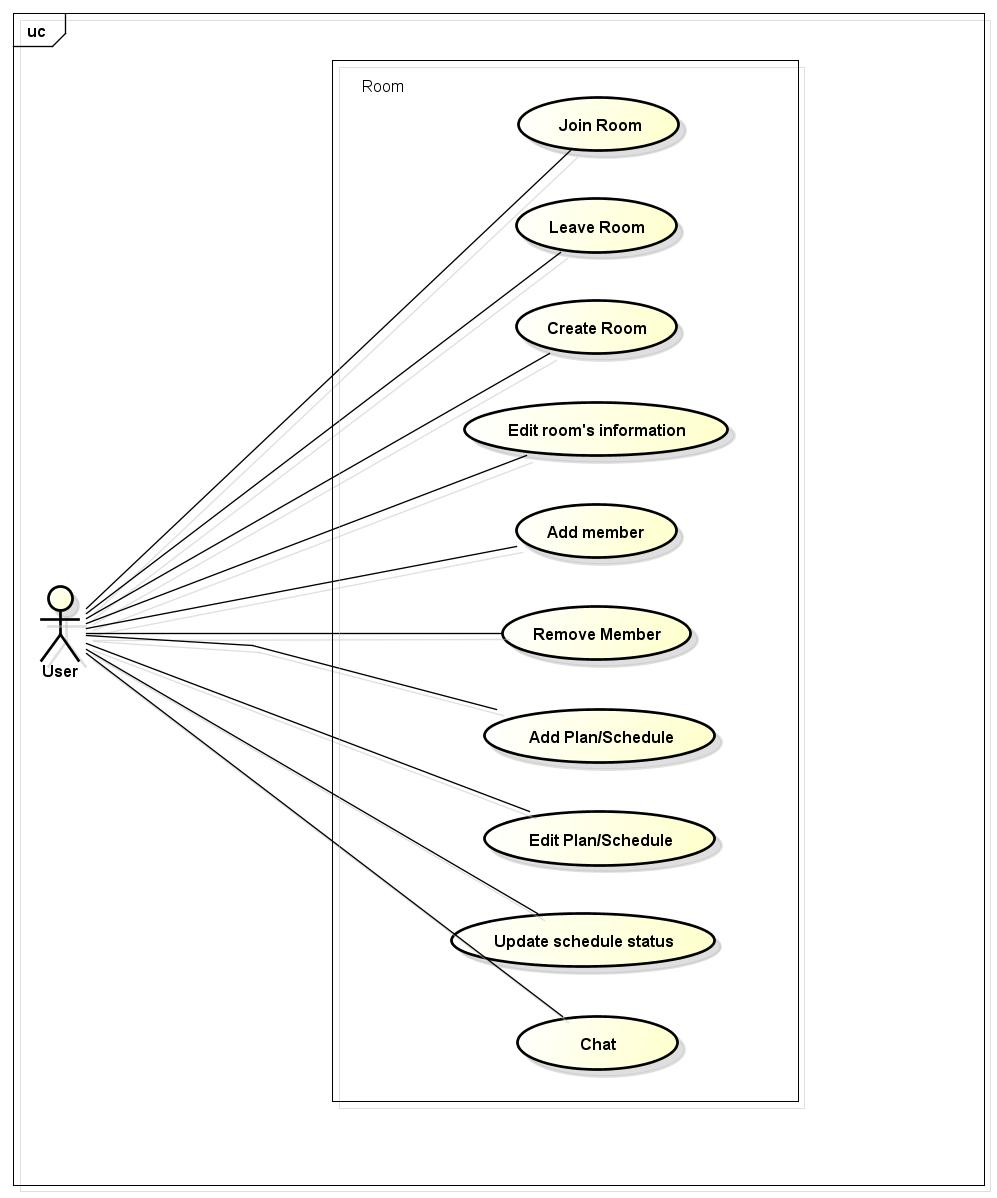 uc
Room
Join Room
Leave Room
Create Room
Edit room's information
Add member
Remove Member
User
Add Plan/Schedule
Edit Plan/Schedule
Update schedule status
Chat